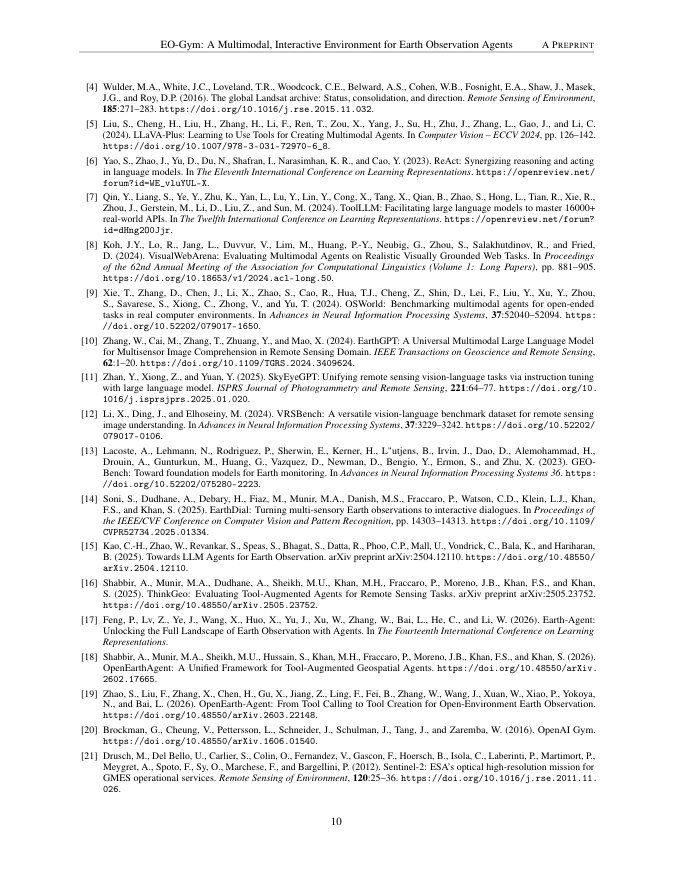 EO-Gym: A Multimodal, Interactive Environment for Earth Observation Agents A PREPRINT
[4] Wulder, M.A., White, J.C., Loveland, T.R., Woodcock, C.E., Belward, A.S., Cohen, W.B., Fosnight, E.A., Shaw, J., Masek,
J.G., and Roy, D.P. (2016). The global Landsat archive: Status, consolidation, and direction. Remote Sensing of Environment,
185:271–283. https://doi.org/10.1016/j.rse.2015.11.032.
[5] Liu, S., Cheng, H., Liu, H., Zhang, H., Li, F., Ren, T., Zou, X., Yang, J., Su, H., Zhu, J., Zhang, L., Gao, J., and Li, C.
(2024). LLaVA-Plus: Learning to Use Tools for Creating Multimodal Agents. In Computer Vision – ECCV 2024, pp. 126–142.
https://doi.org/10.1007/978-3-031-72970-6_8.
[6] Yao, S., Zhao, J., Yu, D., Du, N., Shafran, I., Narasimhan, K. R., and Cao, Y. (2023). ReAct: Synergizing reasoning and acting
in language models. In The Eleventh International Conference on Learning Representations. https://openreview.net/
forum?id=WE_vluYUL-X.
[7] Qin, Y., Liang, S., Ye, Y., Zhu, K., Yan, L., Lu, Y., Lin, Y., Cong, X., Tang, X., Qian, B., Zhao, S., Hong, L., Tian, R., Xie, R.,
Zhou, J., Gerstein, M., Li, D., Liu, Z., and Sun, M. (2024). ToolLLM: Facilitating large language models to master 16000+
real-world APIs. In The Twelfth International Conference on Learning Representations. https://openreview.net/forum?
id=dHng2O0Jjr.
[8] Koh, J.Y., Lo, R., Jang, L., Duvvur, V., Lim, M., Huang, P.-Y., Neubig, G., Zhou, S., Salakhutdinov, R., and Fried,
D. (2024). VisualWebArena: Evaluating Multimodal Agents on Realistic Visually Grounded Web Tasks. In Proceedings
of the 62nd Annual Meeting of the Association for Computational Linguistics (Volume 1: Long Papers), pp. 881–905.
https://doi.org/10.18653/v1/2024.acl-long.50.
[9] Xie, T., Zhang, D., Chen, J., Li, X., Zhao, S., Cao, R., Hua, T.J., Cheng, Z., Shin, D., Lei, F., Liu, Y., Xu, Y., Zhou,
S., Savarese, S., Xiong, C., Zhong, V., and Yu, T. (2024). OSWorld: Benchmarking multimodal agents for open-ended
tasks in real computer environments. In Advances in Neural Information Processing Systems, 37:52040–52094. https:
//doi.org/10.52202/079017-1650.
[10] Zhang, W., Cai, M., Zhang, T., Zhuang, Y., and Mao, X. (2024). EarthGPT: A Universal Multimodal Large Language Model
for Multisensor Image Comprehension in Remote Sensing Domain. IEEE Transactions on Geoscience and Remote Sensing,
62:1–20. https://doi.org/10.1109/TGRS.2024.3409624.
[11] Zhan, Y., Xiong, Z., and Yuan, Y. (2025). SkyEyeGPT: Unifying remote sensing vision-language tasks via instruction tuning
with large language model. ISPRS Journal of Photogrammetry and Remote Sensing, 221:64–77. https://doi.org/10.
1016/j.isprsjprs.2025.01.020.
[12] Li, X., Ding, J., and Elhoseiny, M. (2024). VRSBench: A versatile vision-language benchmark dataset for remote sensing
image understanding. In Advances in Neural Information Processing Systems, 37:3229–3242. https://doi.org/10.52202/
079017-0106.
[13] Lacoste, A., Lehmann, N., Rodriguez, P., Sherwin, E., Kerner, H., L"utjens, B., Irvin, J., Dao, D., Alemohammad, H.,
Drouin, A., Gunturkun, M., Huang, G., Vazquez, D., Newman, D., Bengio, Y., Ermon, S., and Zhu, X. (2023). GEO-
Bench: Toward foundation models for Earth monitoring. In Advances in Neural Information Processing Systems 36. https:
//doi.org/10.52202/075280-2223.
[14] Soni, S., Dudhane, A., Debary, H., Fiaz, M., Munir, M.A., Danish, M.S., Fraccaro, P., Watson, C.D., Klein, L.J., Khan,
F.S., and Khan, S. (2025). EarthDial: Turning multi-sensory Earth observations to interactive dialogues. In Proceedings of
the IEEE/CVF Conference on Computer Vision and Pattern Recognition, pp. 14303–14313. https://doi.org/10.1109/
CVPR52734.2025.01334.
[15] Kao, C.-H., Zhao, W., Revankar, S., Speas, S., Bhagat, S., Datta, R., Phoo, C.P., Mall, U., Vondrick, C., Bala, K., and Hariharan,
B. (2025). Towards LLM Agents for Earth Observation. arXiv preprint arXiv:2504.12110. https://doi.org/10.48550/
arXiv.2504.12110.
[16] Shabbir, A., Munir, M.A., Dudhane, A., Sheikh, M.U., Khan, M.H., Fraccaro, P., Moreno, J.B., Khan, F.S., and Khan,
S. (2025). ThinkGeo: Evaluating Tool-Augmented Agents for Remote Sensing Tasks. arXiv preprint arXiv:2505.23752.
https://doi.org/10.48550/arXiv.2505.23752.
[17] Feng, P., Lv, Z., Ye, J., Wang, X., Huo, X., Yu, J., Xu, W., Zhang, W., Bai, L., He, C., and Li, W. (2026). Earth-Agent:
Unlocking the Full Landscape of Earth Observation with Agents. In The Fourteenth International Conference on Learning
Representations.
[18] Shabbir, A., Munir, M.A., Sheikh, M.U., Hussain, S., Khan, M.H., Fraccaro, P., Moreno, J.B., Khan, F.S., and Khan, S. (2026).
OpenEarthAgent: A Unified Framework for Tool-Augmented Geospatial Agents. https://doi.org/10.48550/arXiv.
2602.17665.
[19] Zhao, S., Liu, F., Zhang, X., Chen, H., Gu, X., Jiang, Z., Ling, F., Fei, B., Zhang, W., Wang, J., Xuan, W., Xiao, P., Yokoya,
N., and Bai, L. (2026). OpenEarth-Agent: From Tool Calling to Tool Creation for Open-Environment Earth Observation.
https://doi.org/10.48550/arXiv.2603.22148.
[20] Brockman, G., Cheung, V., Pettersson, L., Schneider, J., Schulman, J., Tang, J., and Zaremba, W. (2016). OpenAI Gym.
https://doi.org/10.48550/arXiv.1606.01540.
[21] Drusch, M., Del Bello, U., Carlier, S., Colin, O., Fernandez, V., Gascon, F., Hoersch, B., Isola, C., Laberinti, P., Martimort, P.,
Meygret, A., Spoto, F., Sy, O., Marchese, F., and Bargellini, P. (2012). Sentinel-2: ESA's optical high-resolution mission for
GMES operational services. Remote Sensing of Environment, 120:25–36. https://doi.org/10.1016/j.rse.2011.11.
026.
10